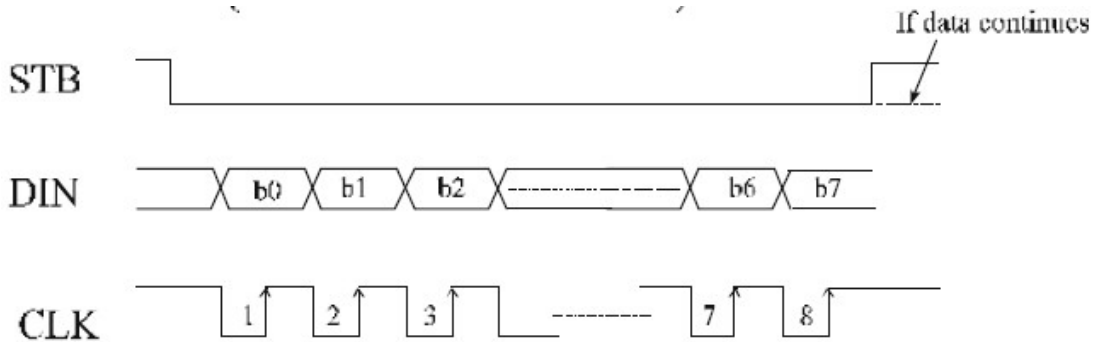 If data continues
STB
DIN b0 b1 b2 b6 b7
CLK 1 2 3 7 8